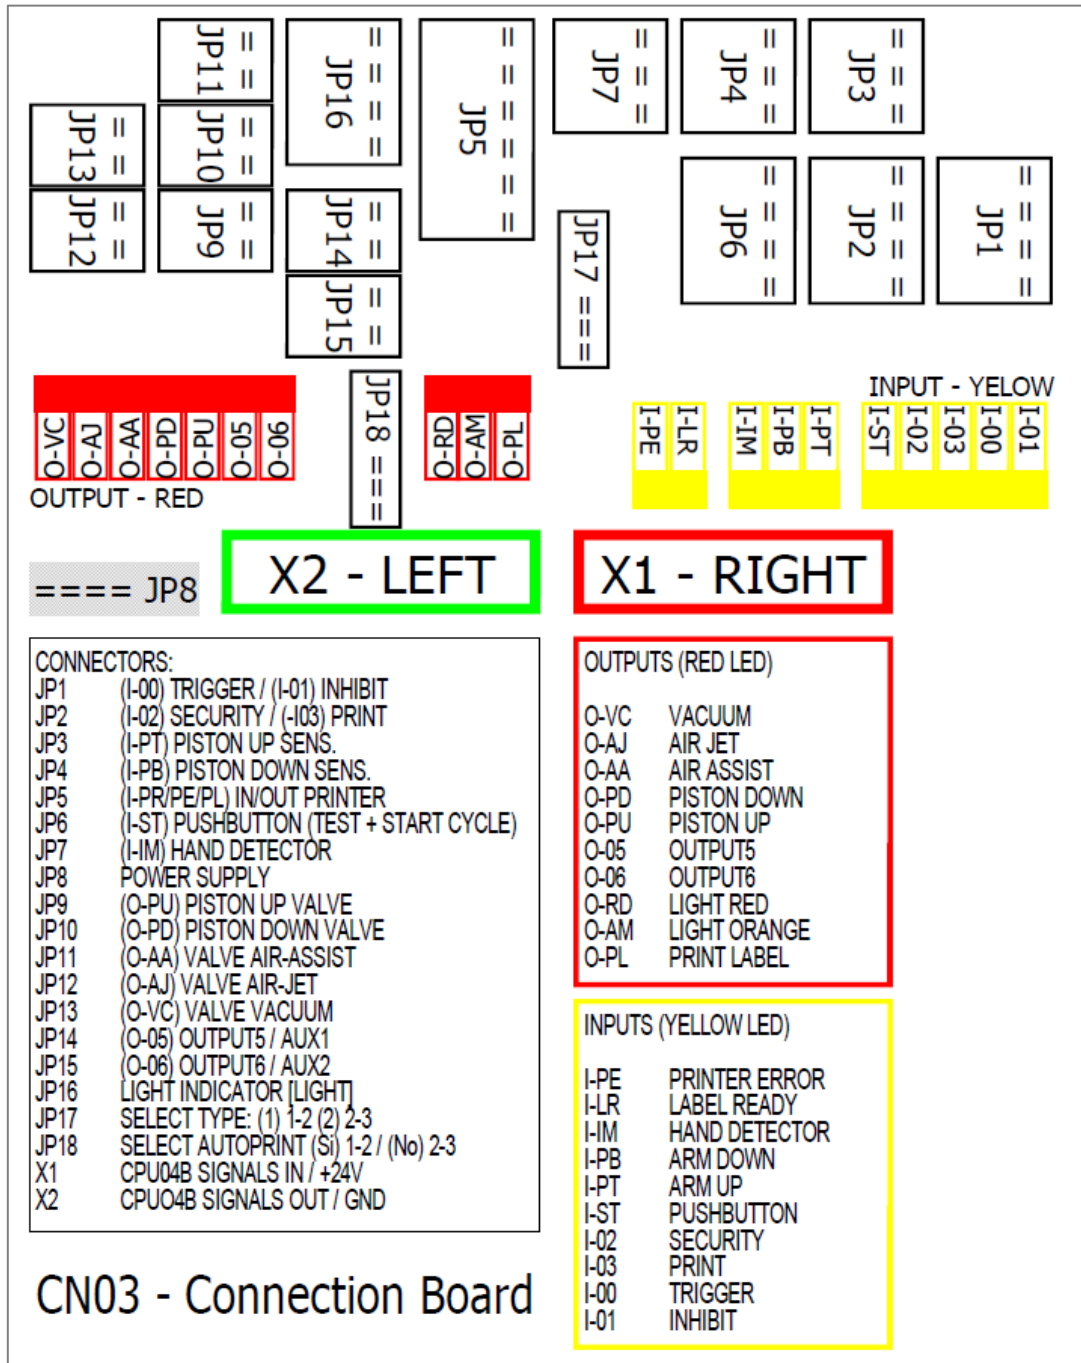 JP11
JP16
JP5
JP7
JP4
JP3
JP13
JP10
JP12
JP9
JP14
JP15
JP17 ===
JP6
JP2
JP1
JP18 ===
INPUT - YELOW
O-VC
O-AJ
O-AA
O-PD
O-PU
O-05
O-06
O-RD
O-AM
O-PL
I-PE
I-LR
I-IM
I-PB
I-PT
I-ST
I-02
I-03
I-00
I-01
OUTPUT - RED
==== JP8
X2 - LEFT
X1 - RIGHT
CONNECTORS:
JP1 (I-00) TRIGGER / (I-01) INHIBIT
JP2 (I-02) SECURITY / (-I03) PRINT
JP3 (I-PT) PISTON UP SENS.
JP4 (I-PB) PISTON DOWN SENS.
JP5 (I-PR/PE/PL) IN/OUT PRINTER
JP6 (I-ST) PUSHBUTTON (TEST + START CYCLE)
JP7 (I-IM) HAND DETECTOR
JP8 POWER SUPPLY
JP9 (O-PU) PISTON UP VALVE
JP10 (O-PD) PISTON DOWN VALVE
JP11 (O-AA) VALVE AIR-ASSIST
JP12 (O-AJ) VALVE AIR-JET
JP13 (O-VC) VALVE VACUUM
JP14 (O-05) OUTPUT5 / AUX1
JP15 (O-06) OUTPUT6 / AUX2
JP16 LIGHT INDICATOR [LIGHT]
JP17 SELECT TYPE: (1) 1-2 (2) 2-3
JP18 SELECT AUTOPRINT (Si) 1-2 / (No) 2-3
X1 CPU04B SIGNALS IN / +24V
X2 CPUO4B SIGNALS OUT / GND
OUTPUTS (RED LED)
O-VC VACUUM
O-AJ AIR JET
O-AA AIR ASSIST
O-PD PISTON DOWN
O-PU PISTON UP
O-05 OUTPUT5
O-06 OUTPUT6
O-RD LIGHT RED
O-AM LIGHT ORANGE
O-PL PRINT LABEL
INPUTS (YELLOW LED)
I-PE PRINTER ERROR
I-LR LABEL READY
I-IM HAND DETECTOR
I-PB ARM DOWN
I-PT ARM UP
I-ST PUSHBUTTON
I-02 SECURITY
I-03 PRINT
I-00 TRIGGER
I-01 INHIBIT
CN03 - Connection Board